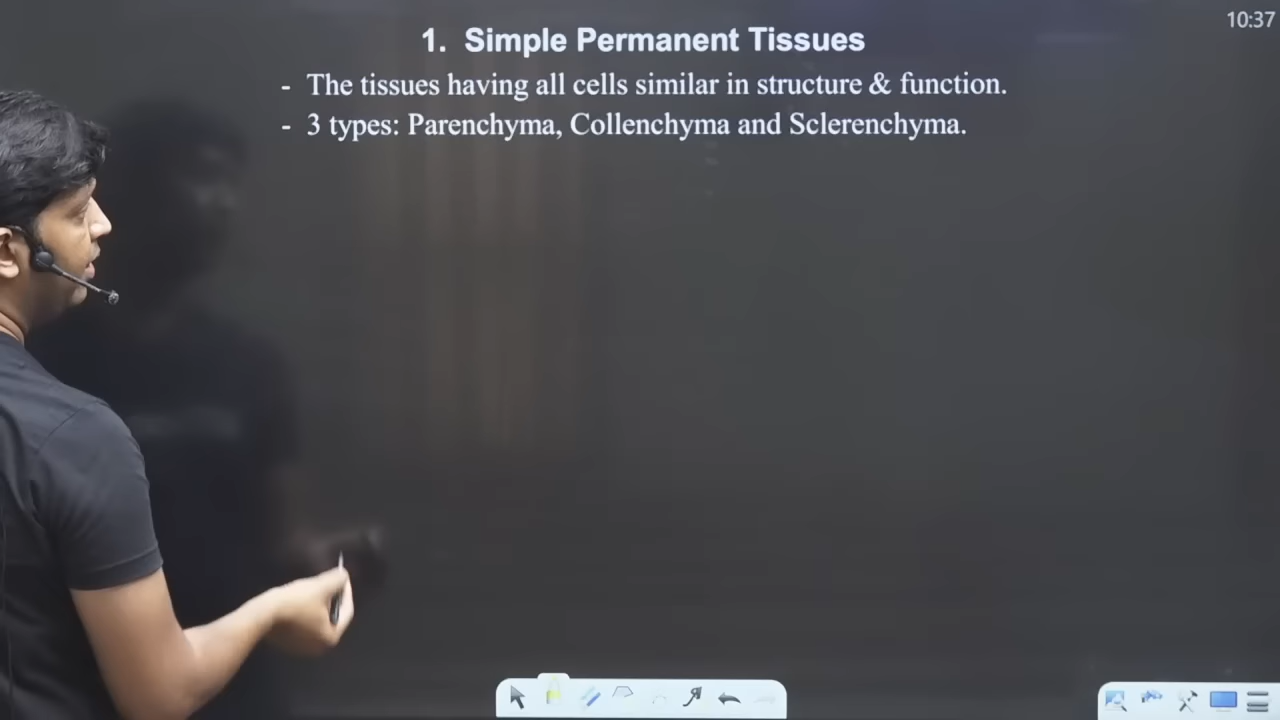 10:37
1. Simple Permanent Tissues
- The tissues having all cells similar in structure & function.
- 3 types: Parenchyma, Collenchyma and Sclerenchyma.